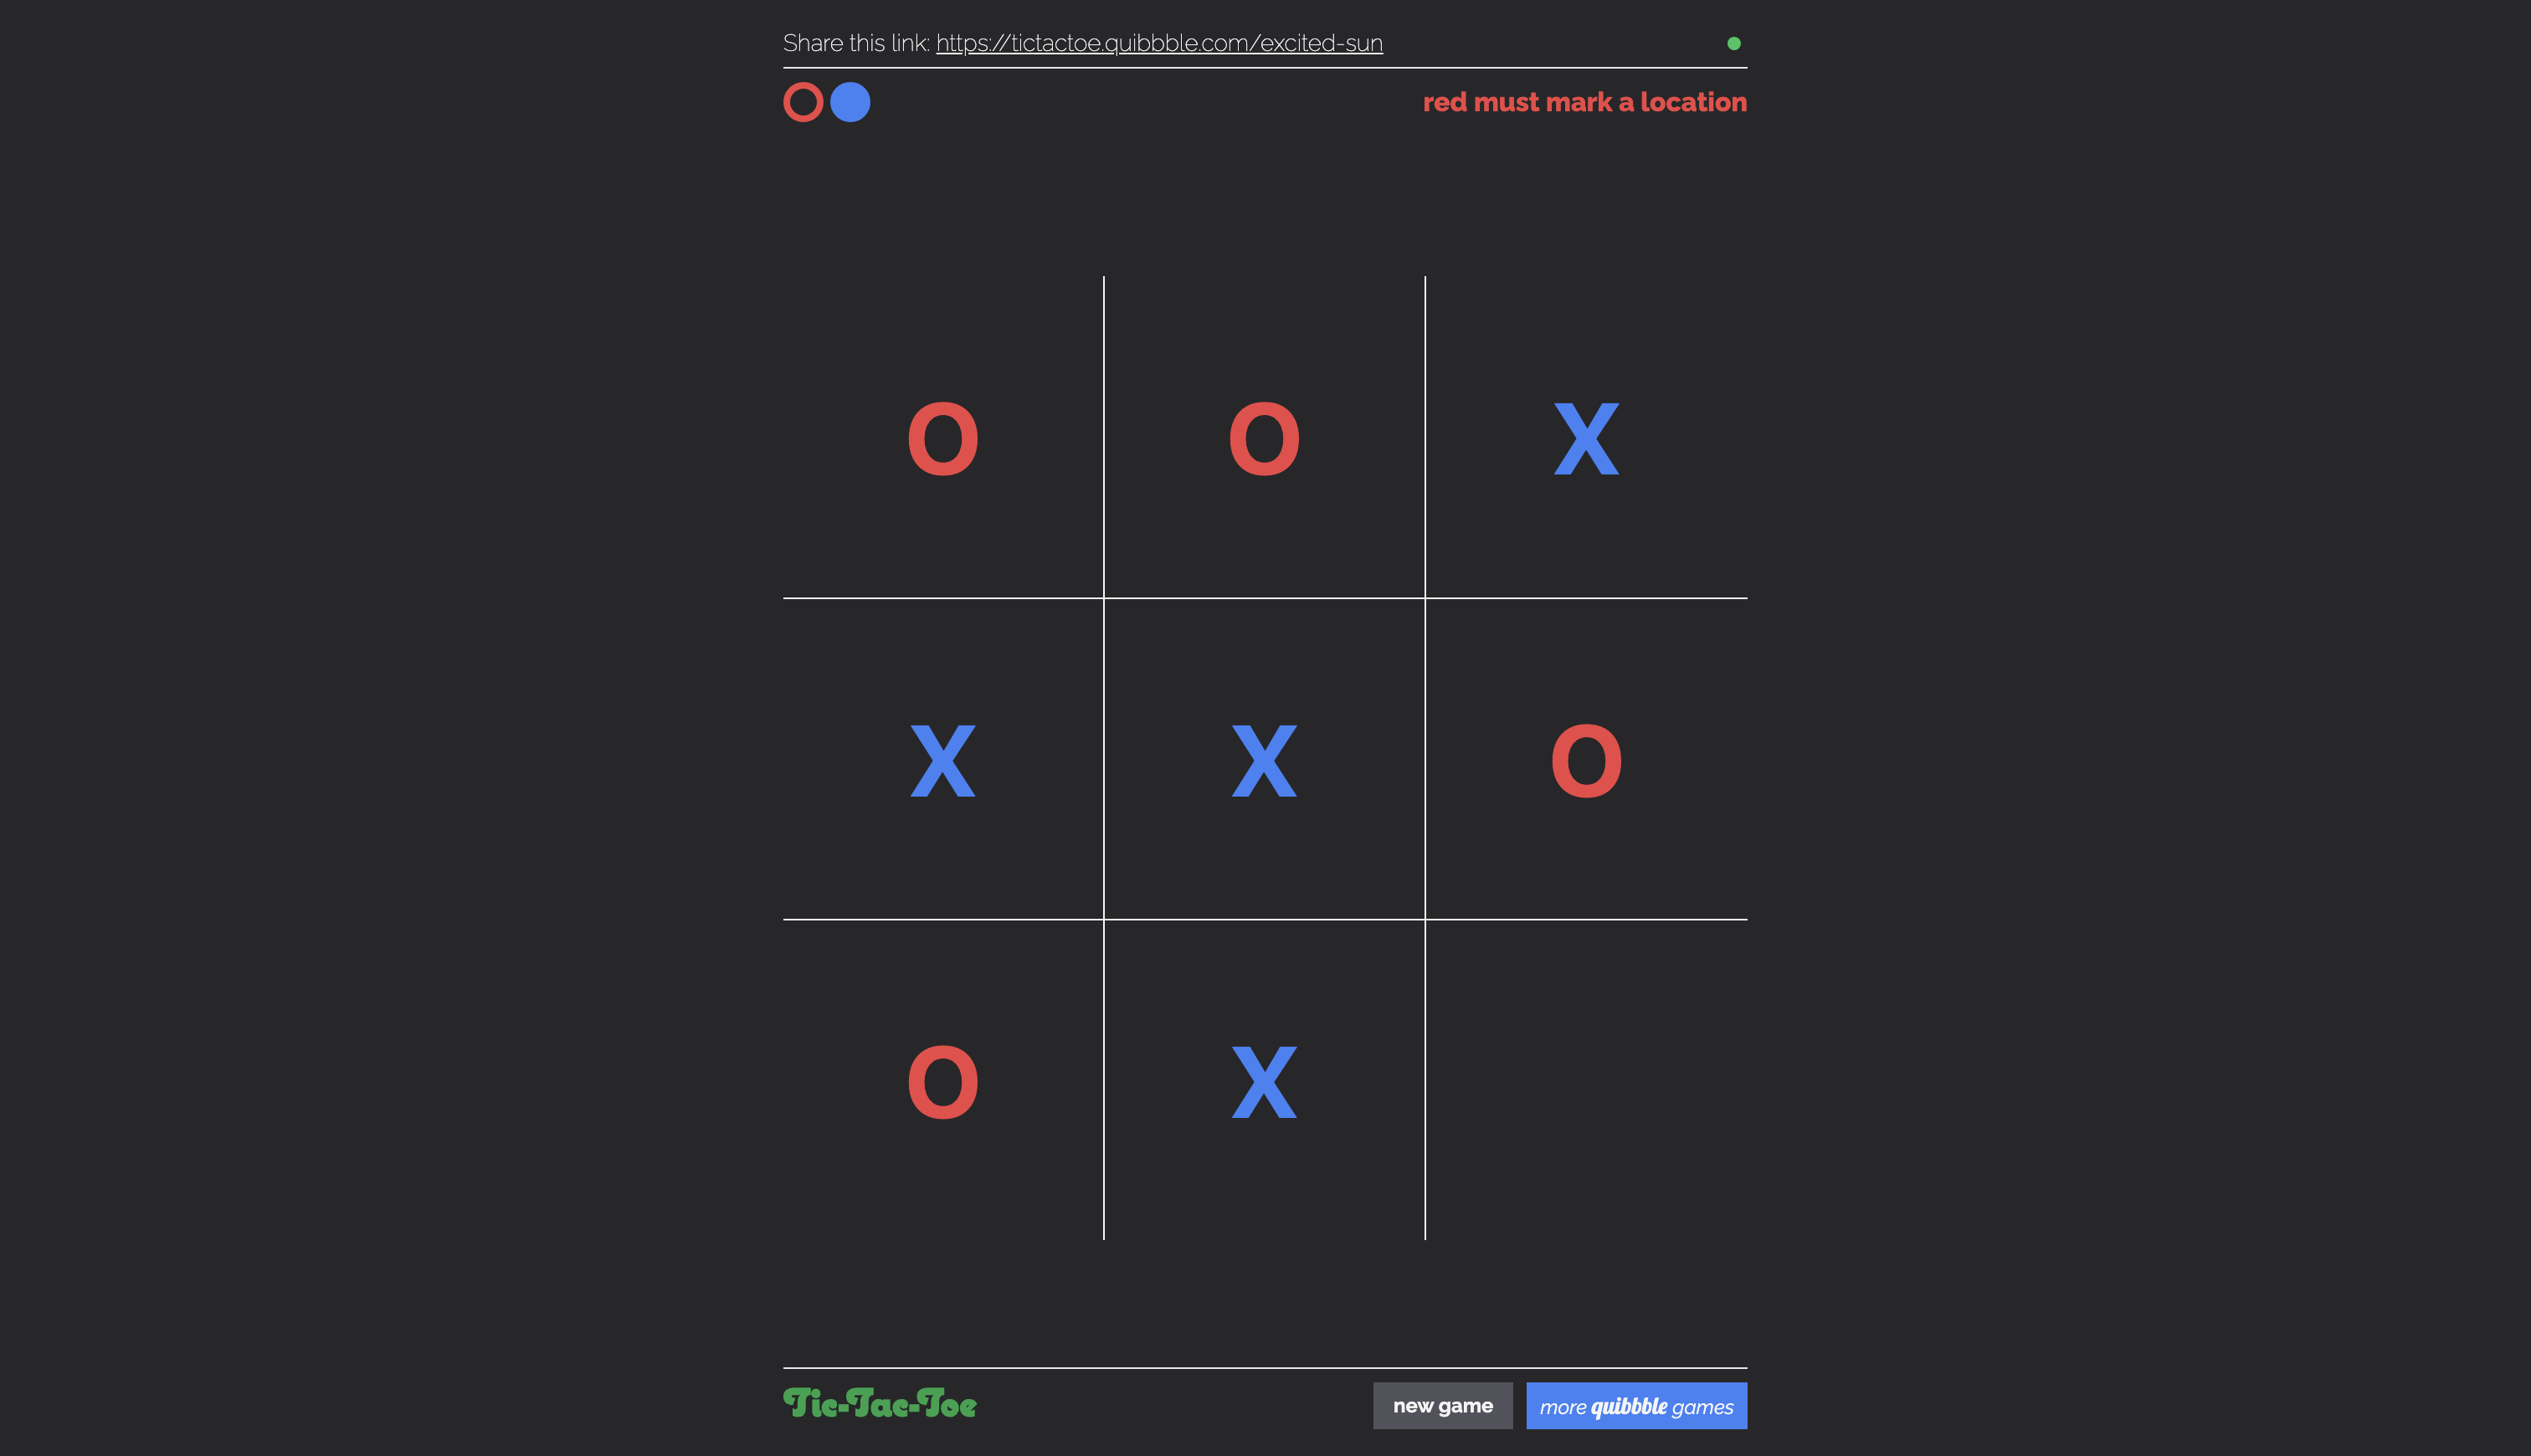 Share this link: https://tictactoe.quibbble.com/excited-sun
red must mark a location
O O X
X X O
O X
Tic-Tac-Toe
new game
more quibbble games